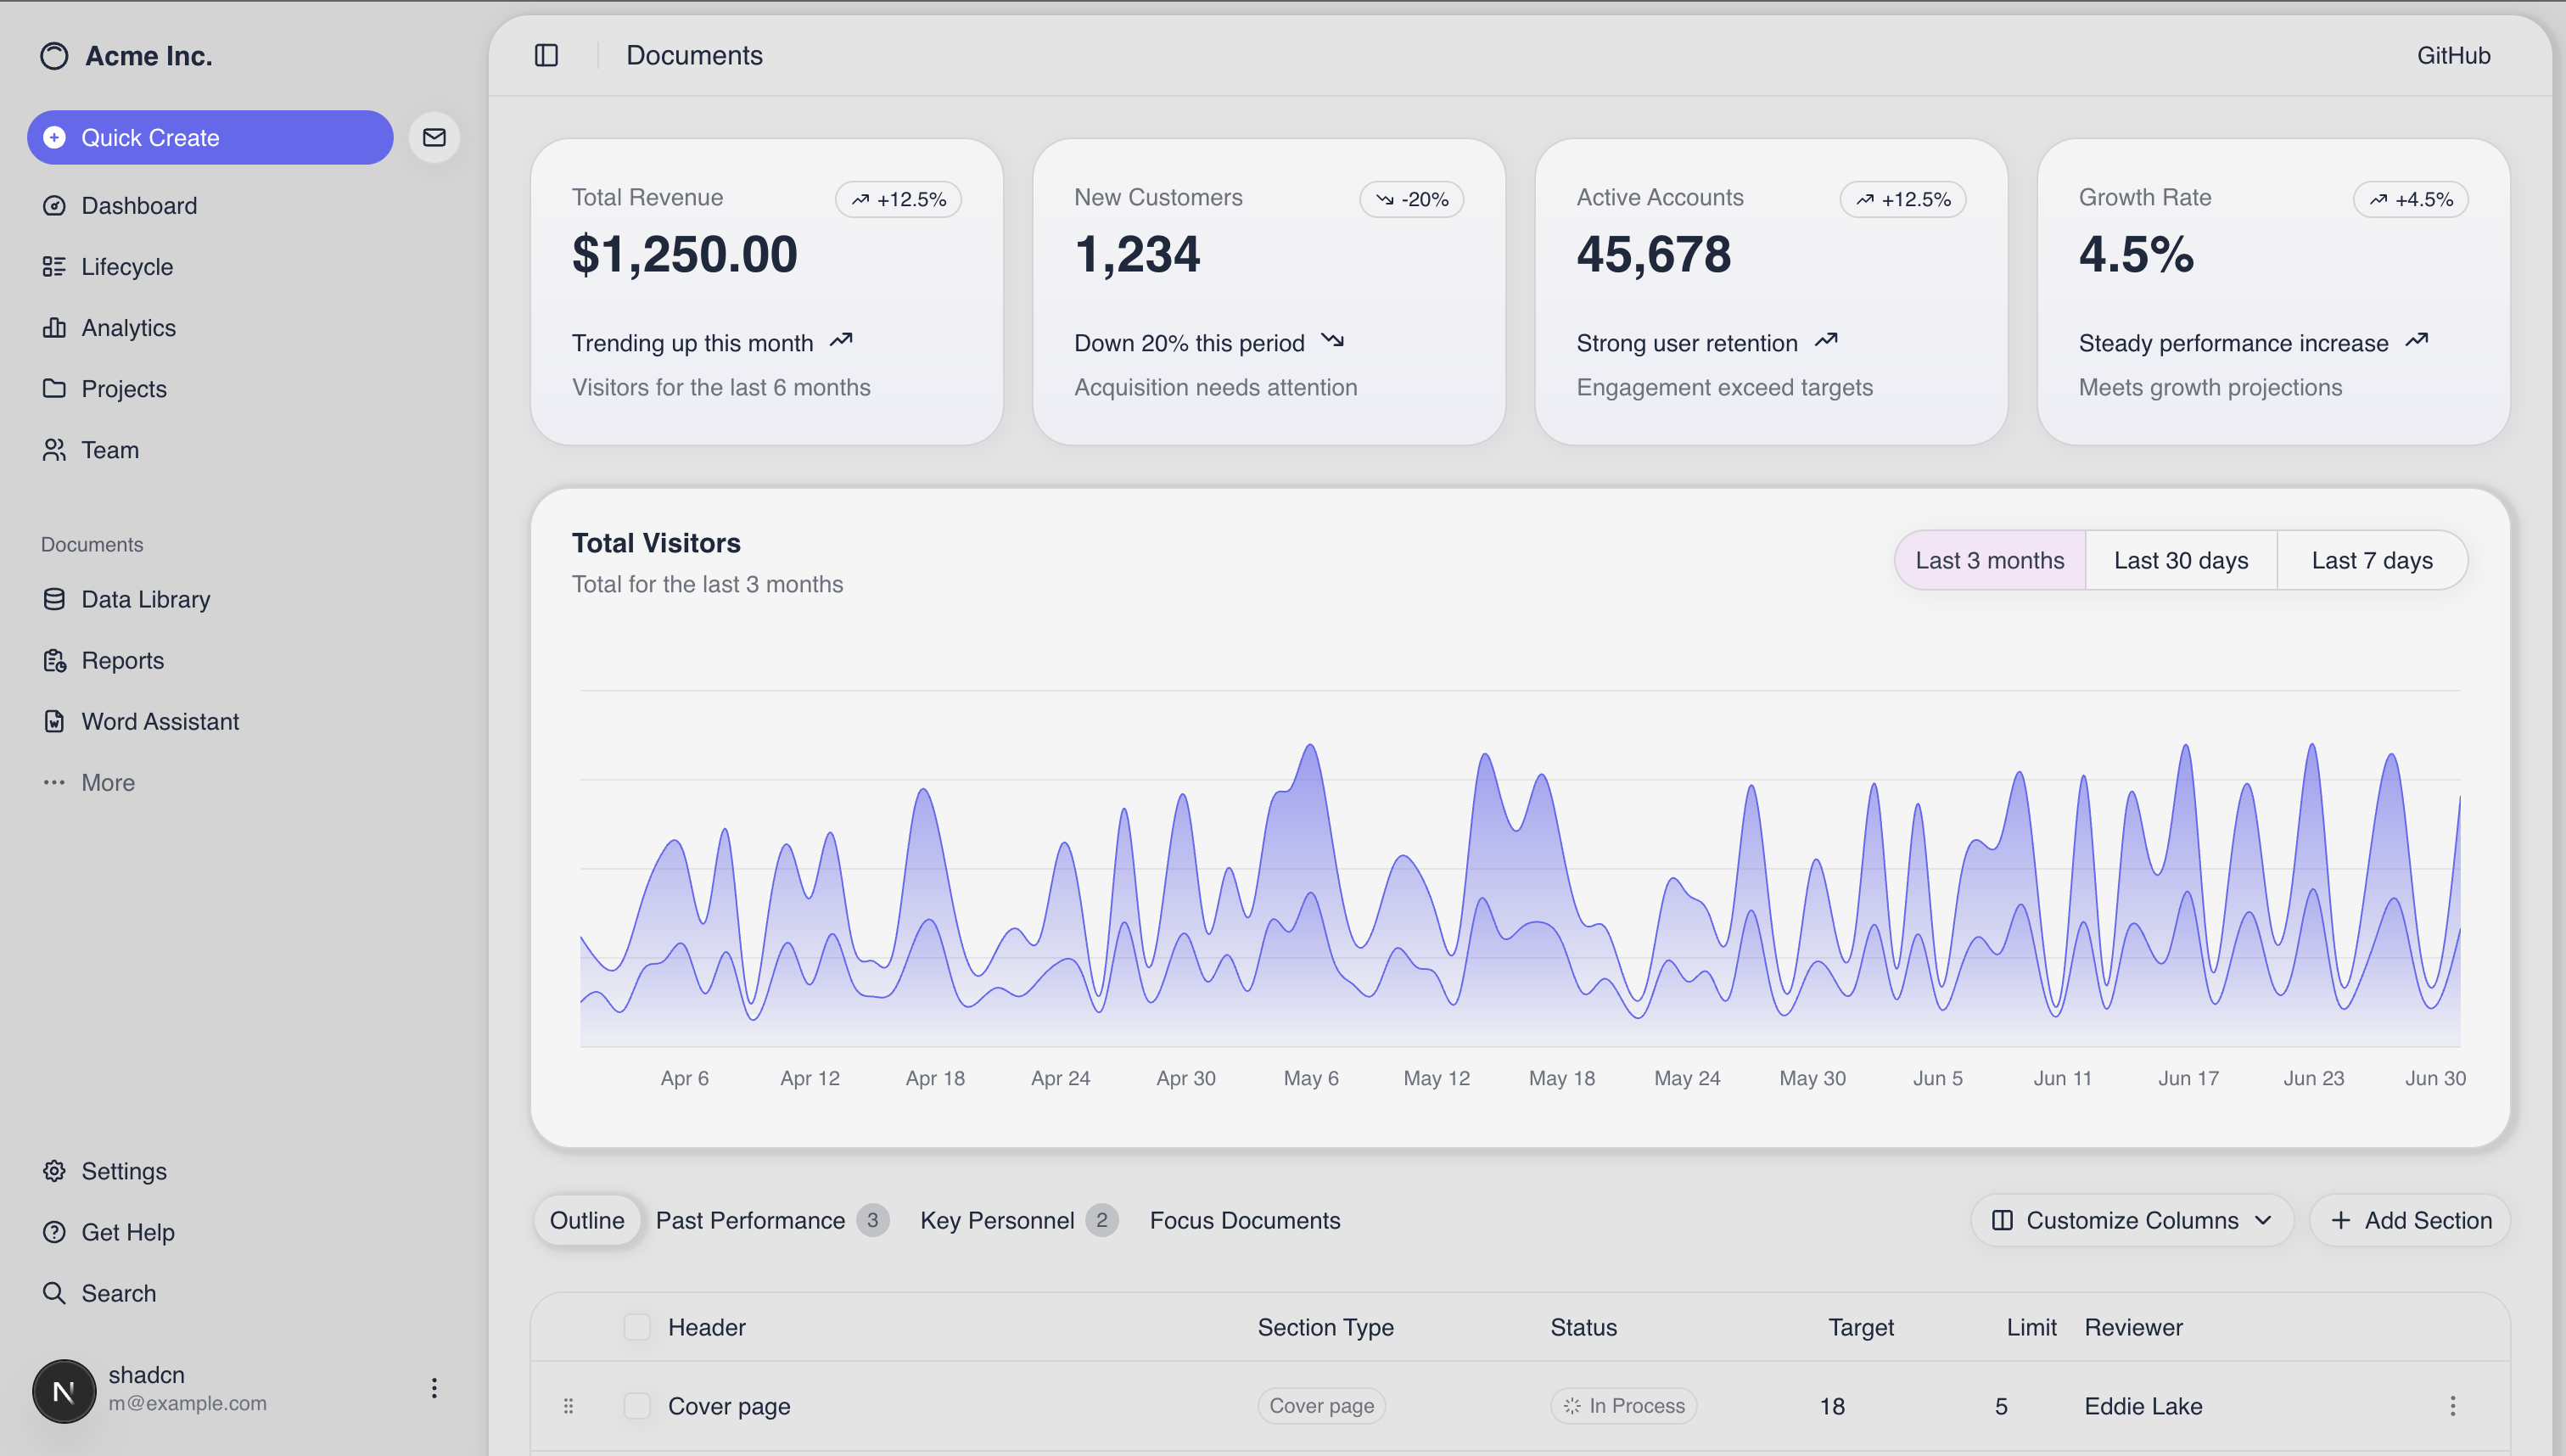 Acme Inc.
Quick Create
Dashboard
Lifecycle
Analytics
Projects
Team
Documents
Data Library
Reports
Word Assistant
More
Settings
Get Help
Search
N
shadcn
m@example.com
Documents
GitHub
Total Revenue
+12.5%
$1,250.00
Trending up this month
Visitors for the last 6 months
New Customers
-20%
1,234
Down 20% this period
Acquisition needs attention
Active Accounts
+12.5%
45,678
Strong user retention
Engagement exceed targets
Growth Rate
+4.5%
4.5%
Steady performance increase
Meets growth projections
Total Visitors
Total for the last 3 months
Last 3 months Last 30 days Last 7 days
Apr 6 Apr 12 Apr 18 Apr 24 Apr 30 May 6 May 12 May 18 May 24 May 30 Jun 5 Jun 11 Jun 17 Jun 23 Jun 30
Outline Past Performance 3 Key Personnel 2 Focus Documents Customize Columns Add Section
Header Section Type Status Target Limit Reviewer
Cover page Cover page In Process 18 5 Eddie Lake